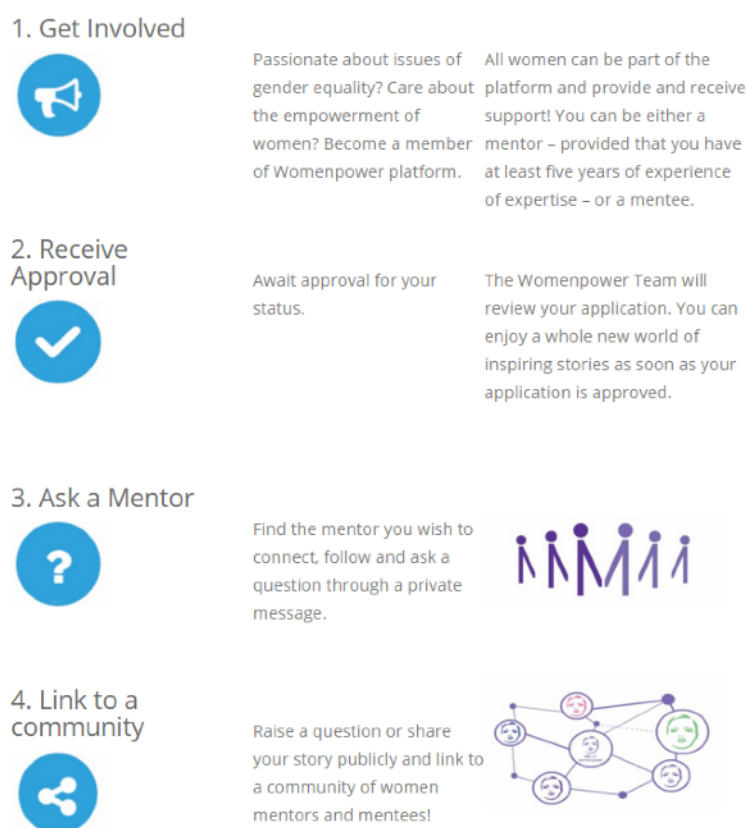 1. Get Involved
Passionate about issues of
gender equality? Care about
the empowerment of
women? Become a member
of Womenpower platform.
All women can be part of the
platform and provide and receive
support! You can be either a
mentor – provided that you have
at least five years of experience
of expertise – or a mentee.
2. Receive
Approval
Await approval for your
status.
The Womenpower Team will
review your application. You can
enjoy a whole new world of
inspiring stories as soon as your
application is approved.
3. Ask a Mentor
?
Find the mentor you wish to
connect, follow and ask a
question through a private
message.
4. Link to a
community
Raise a question or share
your story publicly and link to
a community of women
mentors and mentees!